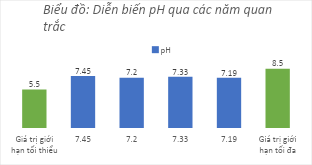 Biểu đồ: Diễn biến pH qua các năm quan
trắc
pH
5.5
7.45
7.2
7.33
7.19
8.5
Giá trị giới
hạn tối thiểu
7.45
7.2
7.33
7.19
Giá trị giới
hạn tối đa